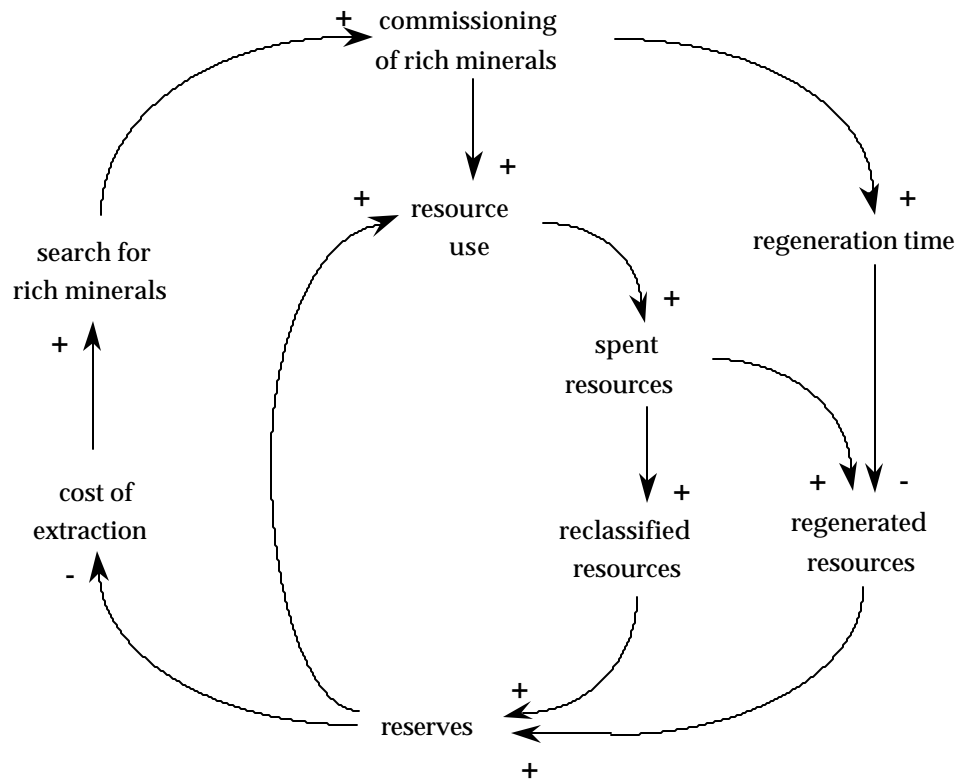 +
commissioning
of rich minerals
+
+
resource
use
+
regeneration time
search for
rich minerals
+
+
spent
resources
cost of
extraction
-
+
reclassified
resources
+
-
regenerated
resources
+
reserves
+